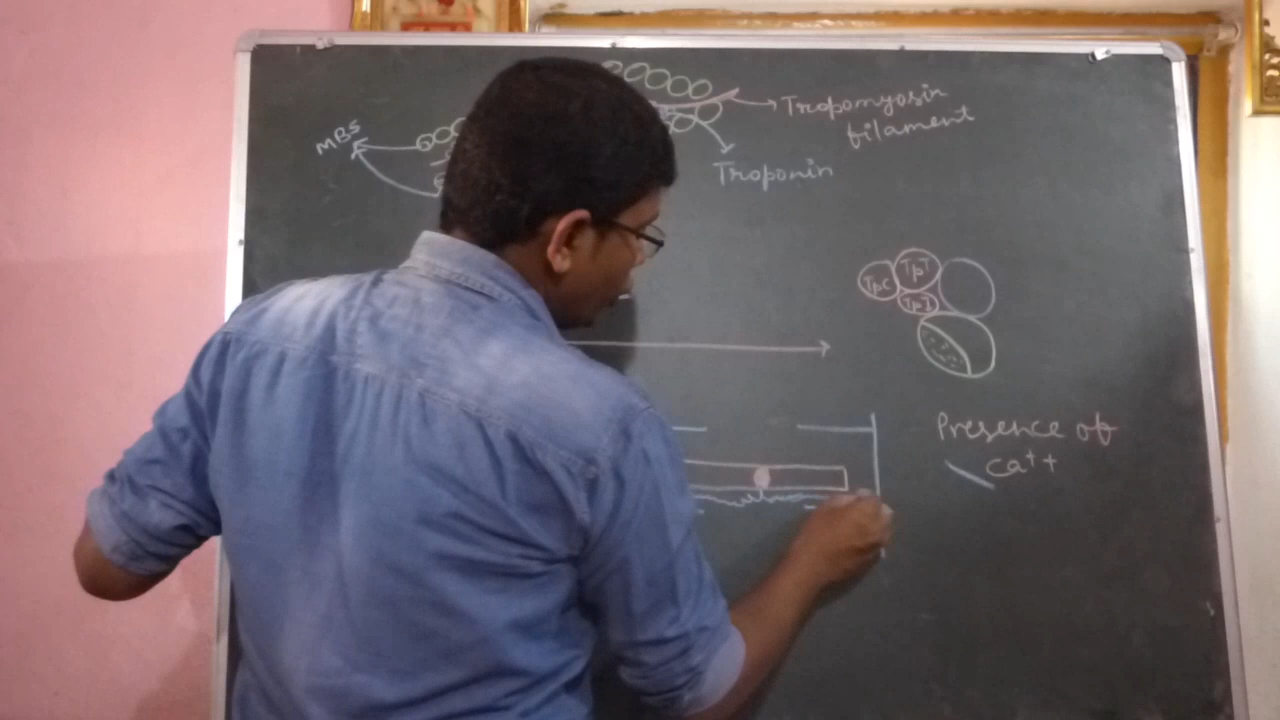 MBS
Tropomyosin
filament
Troponin
TpC
TpT
TpI
Presence of
Ca++